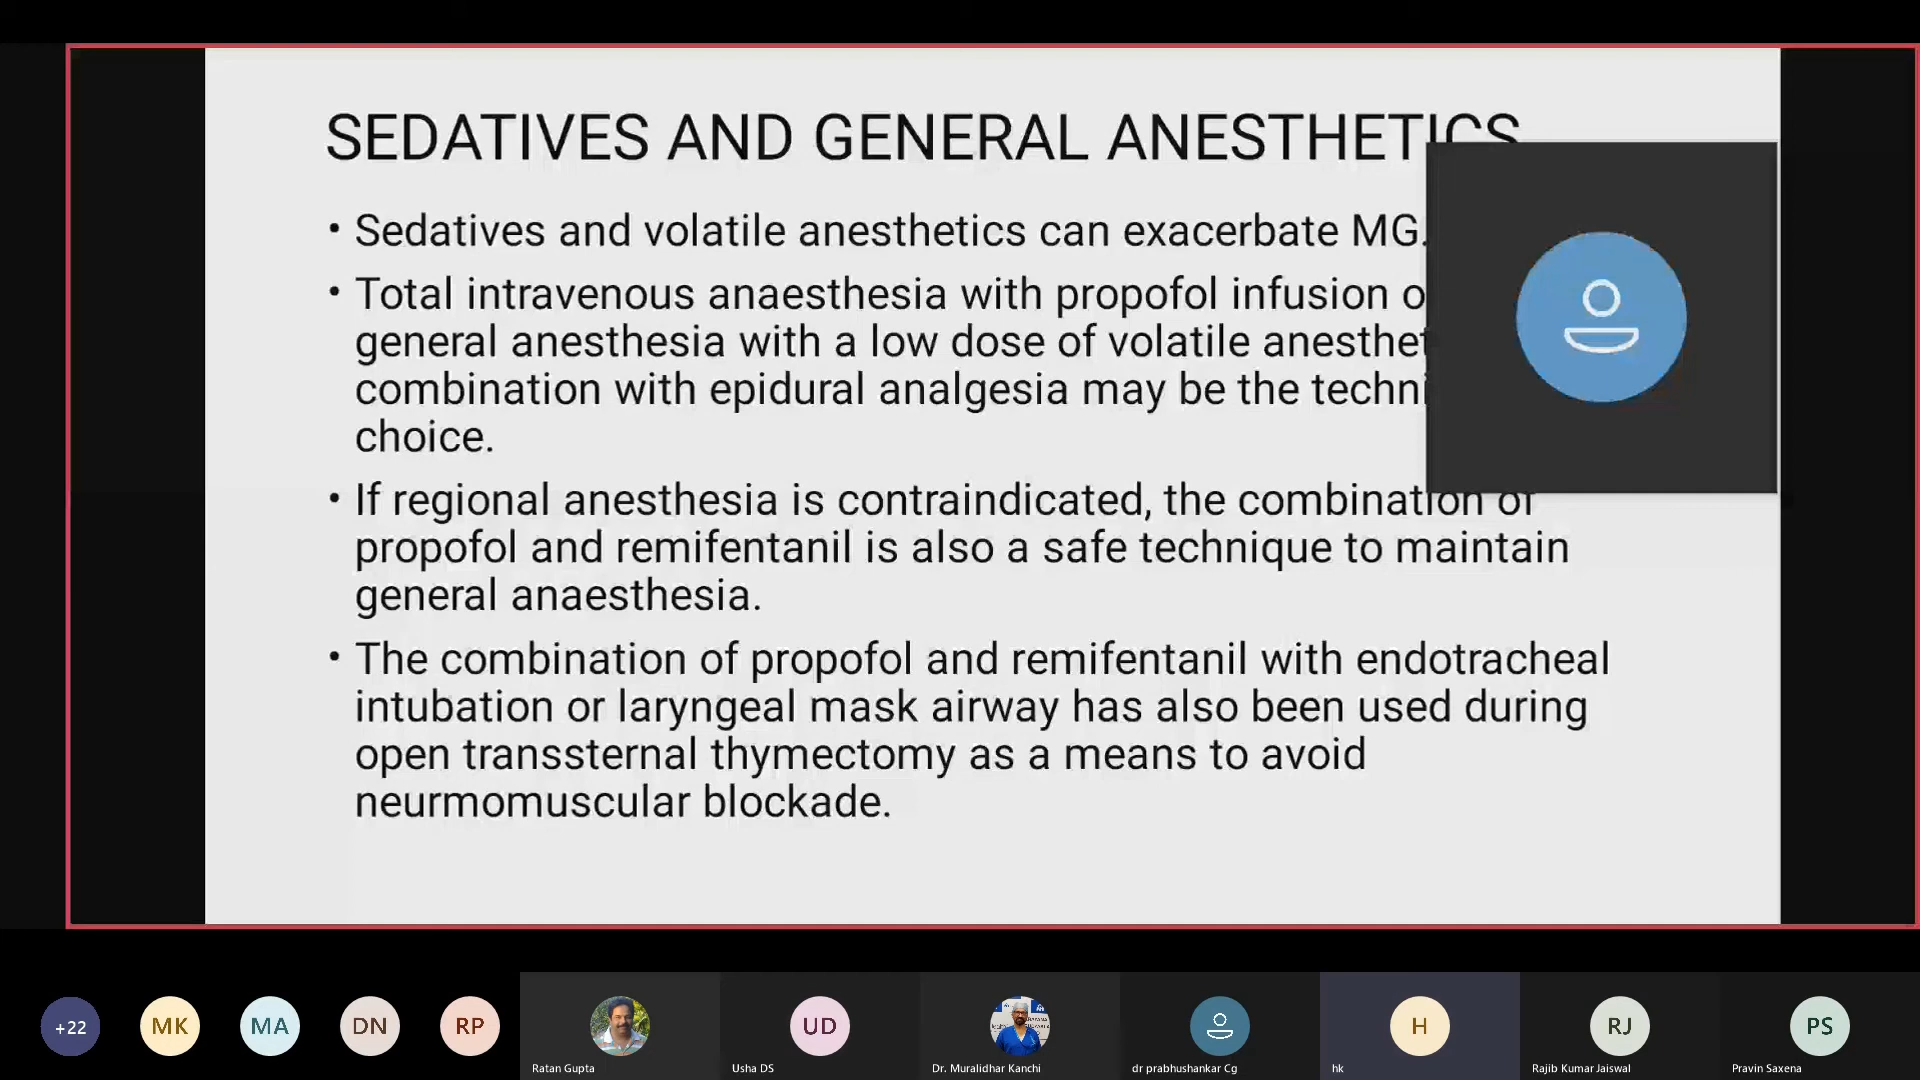 SEDATIVES AND GENERAL ANESTHETICS
• Sedatives and volatile anesthetics can exacerbate MG.
• Total intravenous anaesthesia with propofol infusion
general anesthesia with a low dose of volatile
combination with epidural analgesia may be the
choice.
• If regional anesthesia is contraindicated, the combination of
propofol and remifentanil is also a safe technique to maintain
general anaesthesia.
• The combination of propofol and remifentanil with endotracheal
intubation or laryngeal mask airway has also been used during
open transsternal thymectomy as a means to avoid
neurmomuscular blockade.
+22
MK
MA
DN
RP
Ratan Gupta
UD
Usha DS
Dr. Muralidhar Kanchi
dr prabhushankar Cg
H
hk
RJ
Rajib Kumar Jaiswal
PS
Pravin Saxena